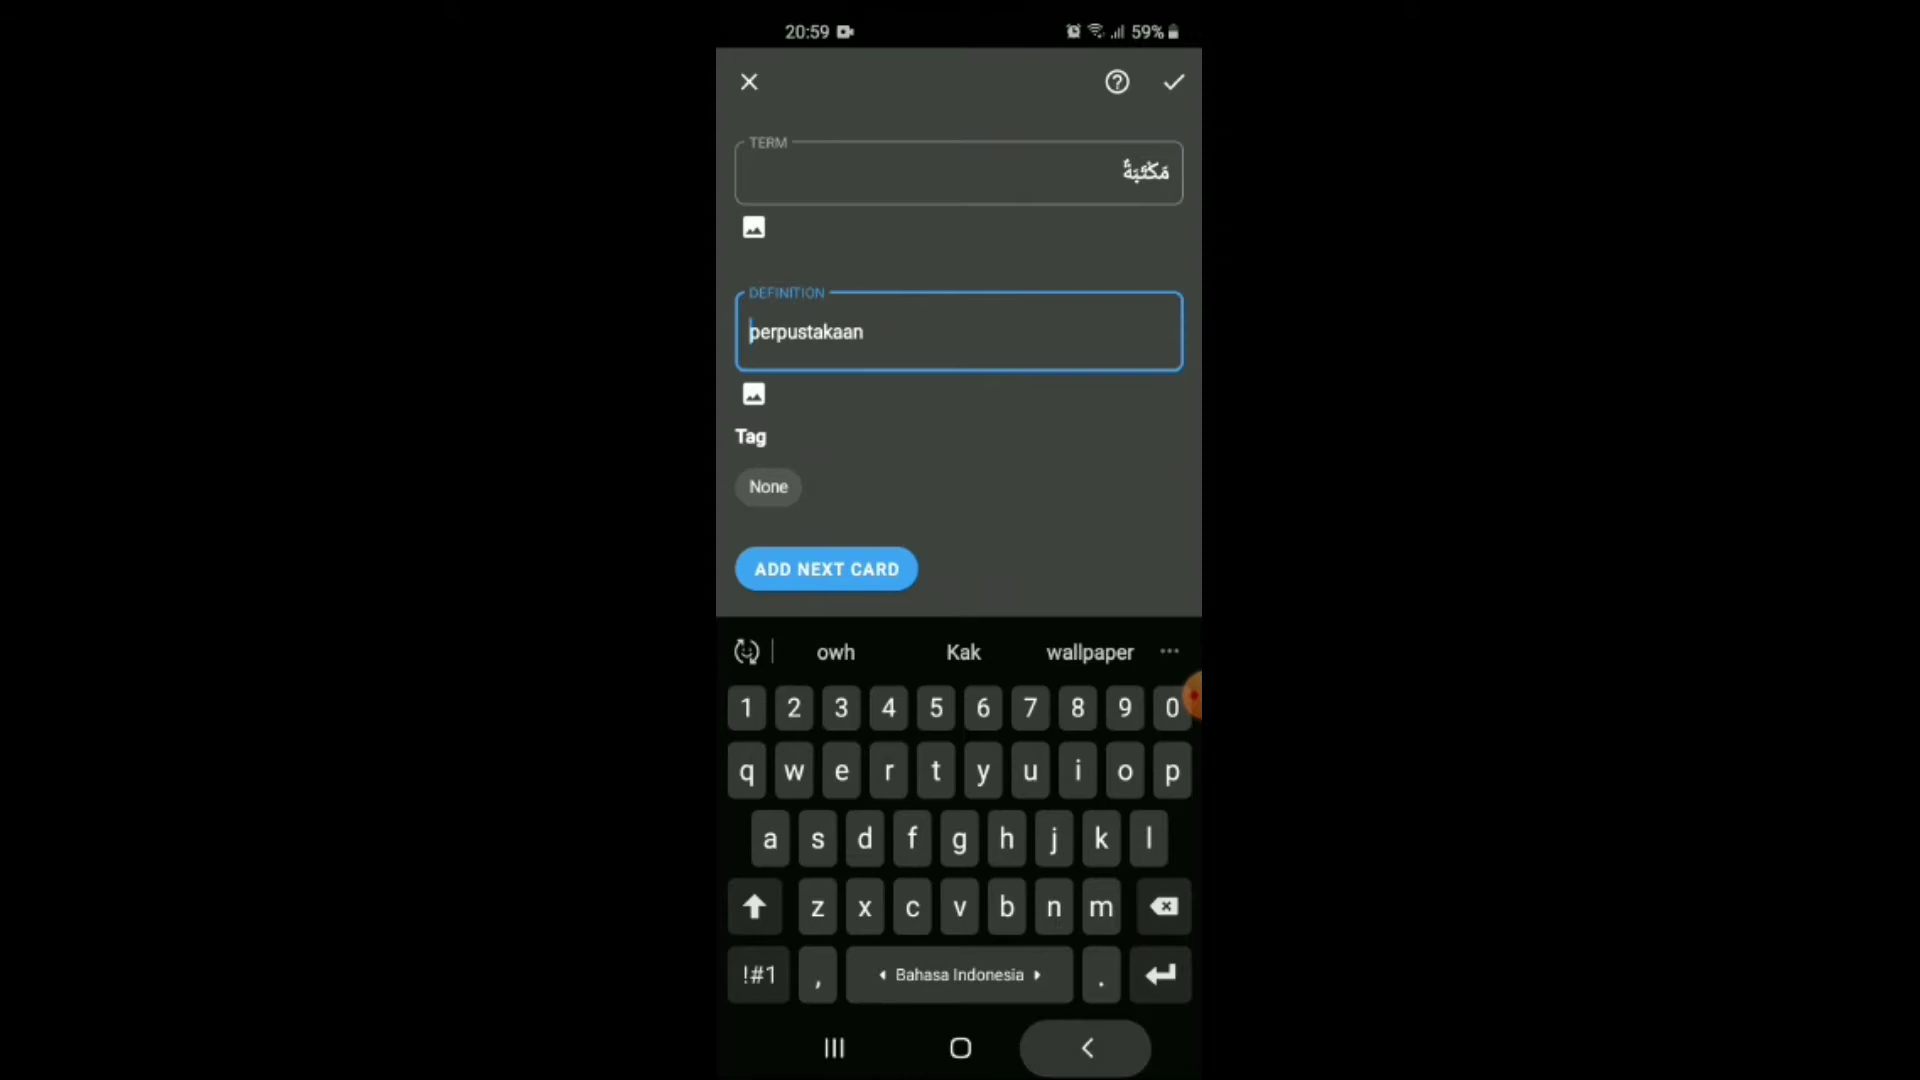 20:59
59%
TERM
مَكْتَبَةٌ
DEFINITION
perpustakaan
Tag
None
ADD NEXT CARD
owh Kak wallpaper
1 2 3 4 5 6 7 8 9 0
q w e r t y u i o p
a s d f g h j k l
z x c v b n m
!#1 , Bahasa Indonesia .